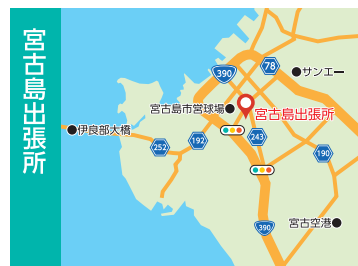 宮古島出張所
78
390
サンエー
宮古島市営球場
宮古島出張所
伊良部大橋
192
243
252
190
宮古空港
390